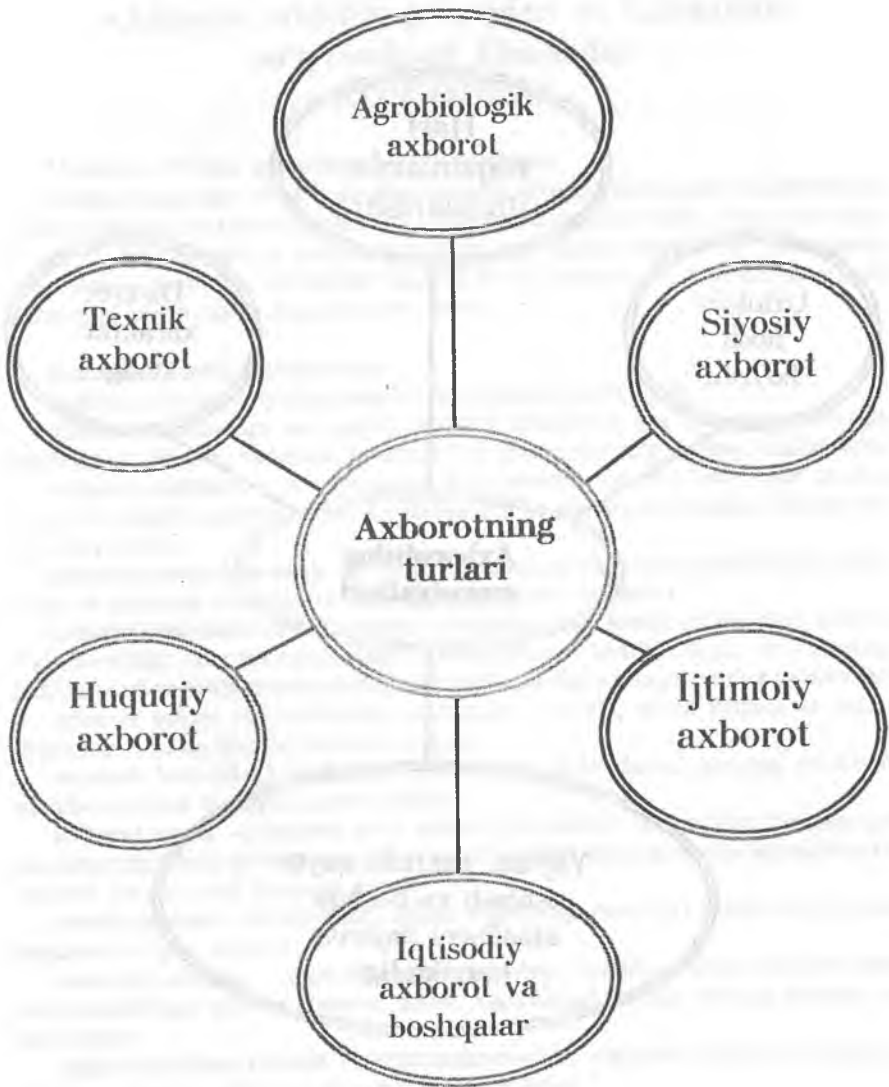 Agrobiologik
axborot
Texnik
axborot
Siyosiy
axborot
Axborotning
turlari
Huquqiy
axborot
Ijtimoiy
axborot
Iqtisodiy
axborot va
boshqalar